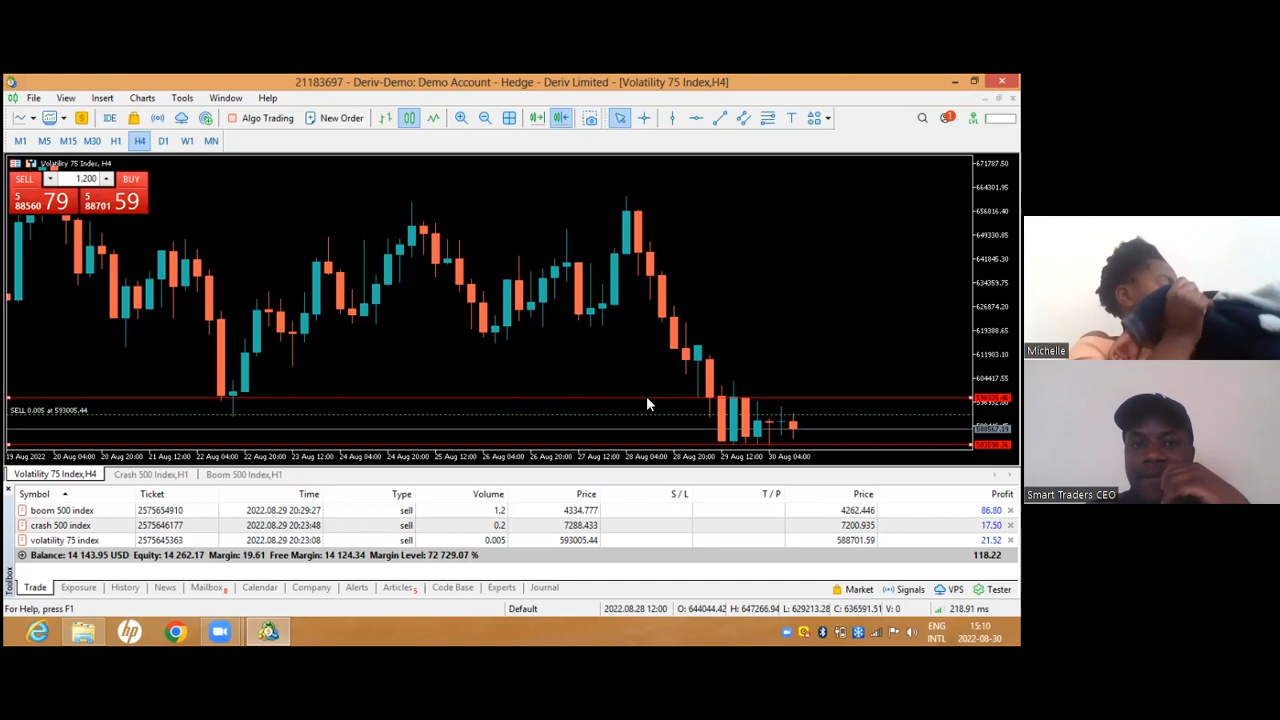 21183697 - Deriv-Demo: Demo Account - Hedge - Deriv Limited - [Volatility 75 Index,H4]
File View Insert Charts Tools Window Help
IDE Algo Trading New Order
M1 M5 M15 M30 H1 H4 D1 W1 MN
Volatility 75 Index, H4
SELL 1.200 BUY
5 88560 79 5 88701 59
671787.50
664301.95
656816.40
649330.85
641845.30
634359.75
626874.20
619388.65
611903.10
604417.55
SELL 0.005 at 593005.44
588567.19
19 Aug 2022 20 Aug 04:00 20 Aug 20:00 21 Aug 12:00 22 Aug 04:00 22 Aug 20:00 23 Aug 12:00 24 Aug 04:00 24 Aug 20:00 25 Aug 12:00 26 Aug 04:00 26 Aug 20:00 27 Aug 12:00 28 Aug 04:00 28 Aug 20:00 29 Aug 12:00 30 Aug 04:00
Volatility 75 Index,H4 Crash 500 Index,H1 Boom 500 Index,H1
Symbol Ticket Time Type Volume Price S / L T / P Price Profit
boom 500 index 2575654910 2022.08.29 20:29:27 sell 1.2 4334.777 4262.446 86.80
crash 500 index 2575646177 2022.08.29 20:23:48 sell 0.2 7288.433 7200.935 17.50
volatility 75 index 2575645363 2022.08.29 20:23:08 sell 0.005 593005.44 588701.59 21.52
Balance: 14 143.95 USD Equity: 14 262.17 Margin: 19.61 Free Margin: 14 124.34 Margin Level: 72 729.07 % 118.22
Toolbox
Trade Exposure History News Mailbox 8 Calendar Company Alerts Articles 5 Code Base Experts Journal
Market Signals VPS Tester
For Help, press F1 Default 2022.08.28 12:00 O: 644044.42 H: 647266.94 L: 629213.28 C: 636591.51 V: 0 218.91 ms
ENG 15:10
INTL 2022-08-30
Michelle
Smart Traders CEO